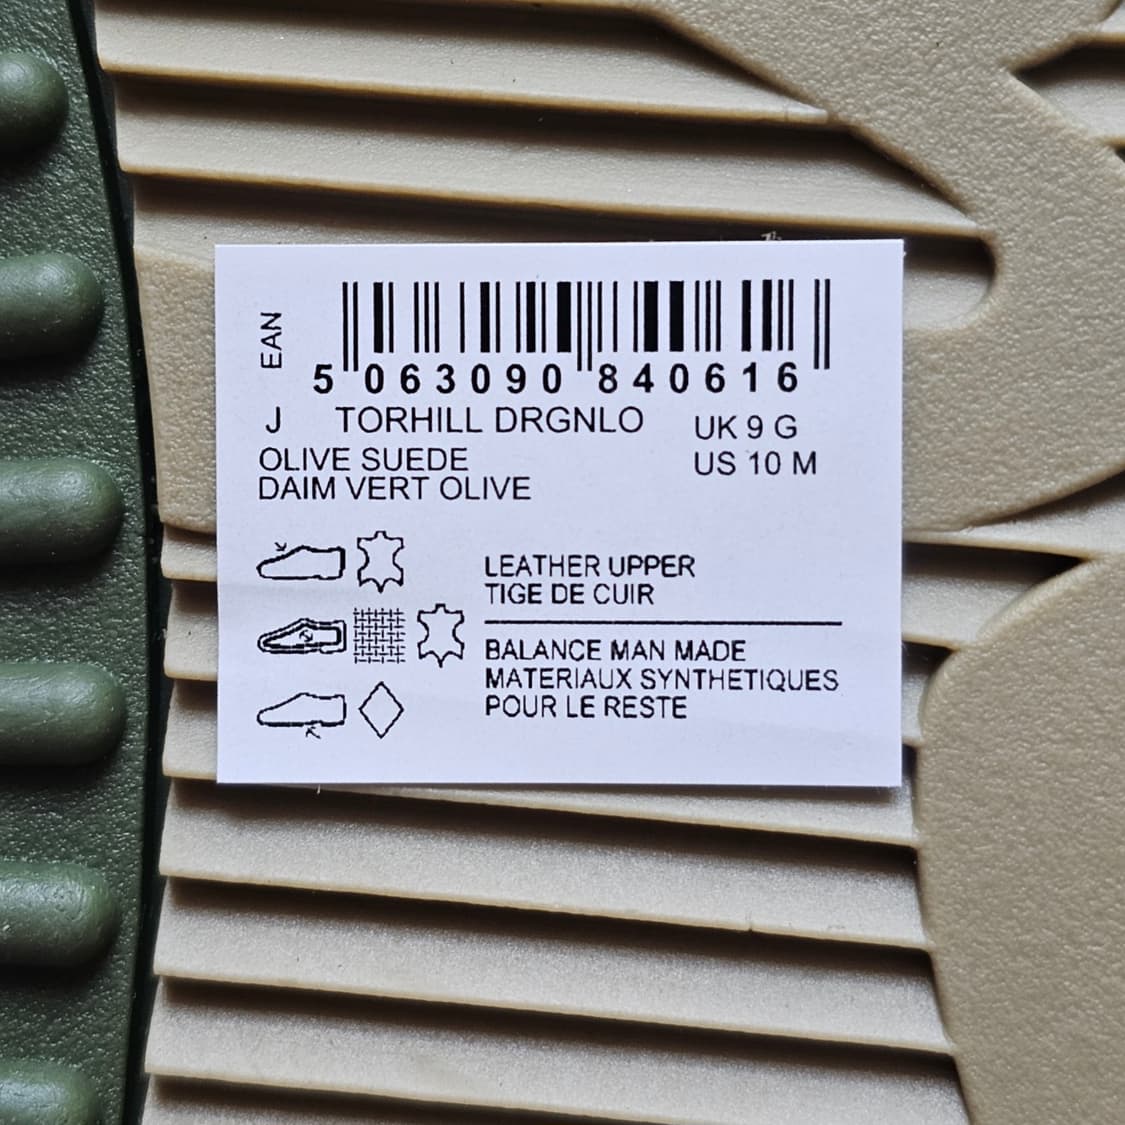 EAN
5 063090 840616
J TORHILL DRGNLO
UK 9 G
OLIVE SUEDE
US 10 M
DAIM VERT OLIVE
LEATHER UPPER
TIGE DE CUIR
BALANCE MAN MADE
MATERIAUX SYNTHETIQUES
POUR LE RESTE